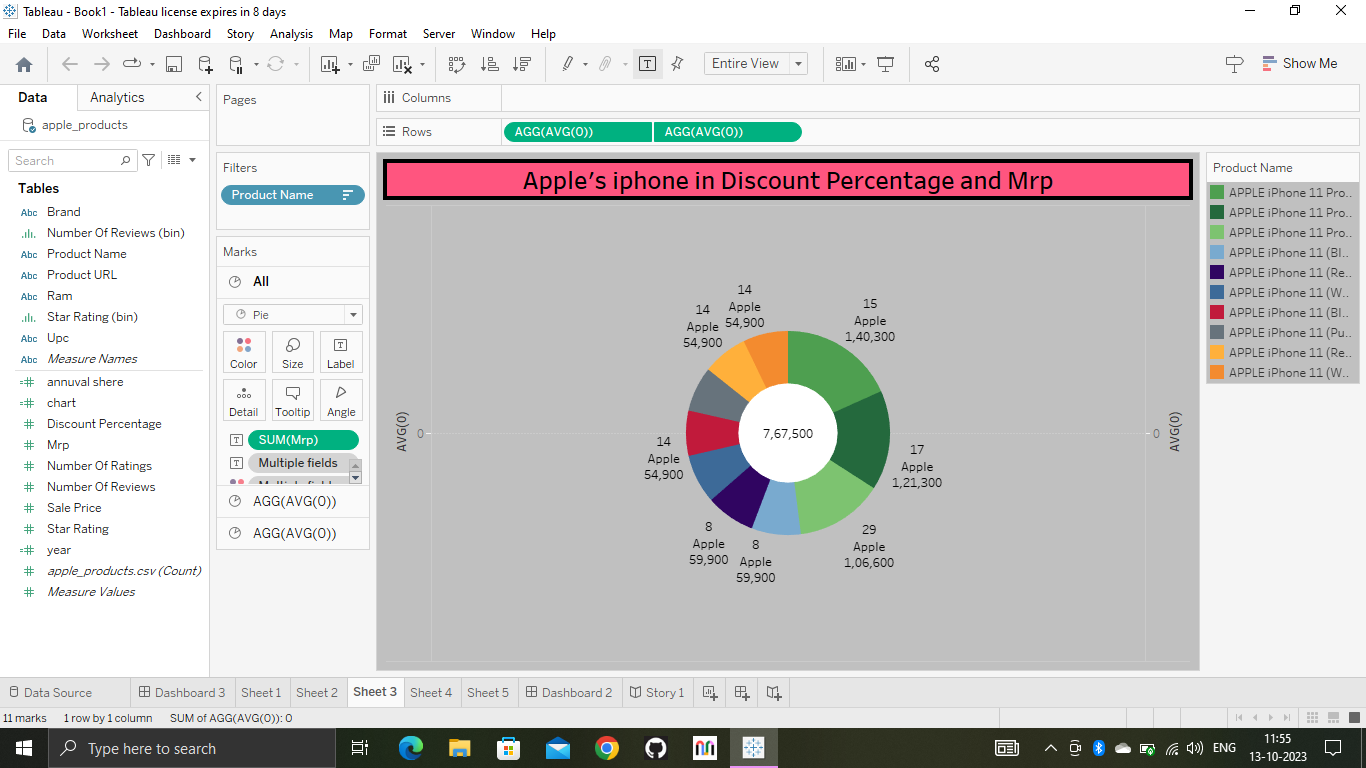 Tableau - Book1 - Tableau license expires in 8 days
File Data Worksheet Dashboard Story Analysis Map Format Server Window Help
Entire View
Show Me
Data Analytics
apple_products
Search
Tables
Abc Brand
Number Of Reviews (bin)
Abc Product Name
Abc Product URL
Abc Ram
Star Rating (bin)
Abc Upc
Abc Measure Names
annuval shere
chart
Discount Percentage
Mrp
Number Of Ratings
Number Of Reviews
Sale Price
Star Rating
year
apple_products.csv (Count)
Measure Values
Pages
Filters
Product Name
Marks
All
Pie
Color Size Label
Detail Tooltip Angle
SUM(Mrp)
Multiple fields
AGG(AVG(0))
AGG(AVG(0))
Columns
Rows AGG(AVG(0)) AGG(AVG(0))
Apple's iphone in Discount Percentage and Mrp
AVG(0)
0
14
Apple
54,900
14
Apple
54,900
15
Apple
1,40,300
14
Apple
54,900
7,67,500
17
Apple
1,21,300
8
Apple
59,900
8
Apple
59,900
29
Apple
1,06,600
0
AVG(0)
Product Name
APPLE iPhone 11 Pro..
APPLE iPhone 11 Pro..
APPLE iPhone 11 Pro..
APPLE iPhone 11 (Bl..
APPLE iPhone 11 (Re..
APPLE iPhone 11 (W..
APPLE iPhone 11 (Bl..
APPLE iPhone 11 (Pu..
APPLE iPhone 11 (Re..
APPLE iPhone 11 (W..
Data Source Dashboard 3 Sheet 1 Sheet 2 Sheet 3 Sheet 4 Sheet 5 Dashboard 2 Story 1
11 marks 1 row by 1 column SUM of AGG(AVG(0)): 0
Type here to search
ENG
11:55
13-10-2023